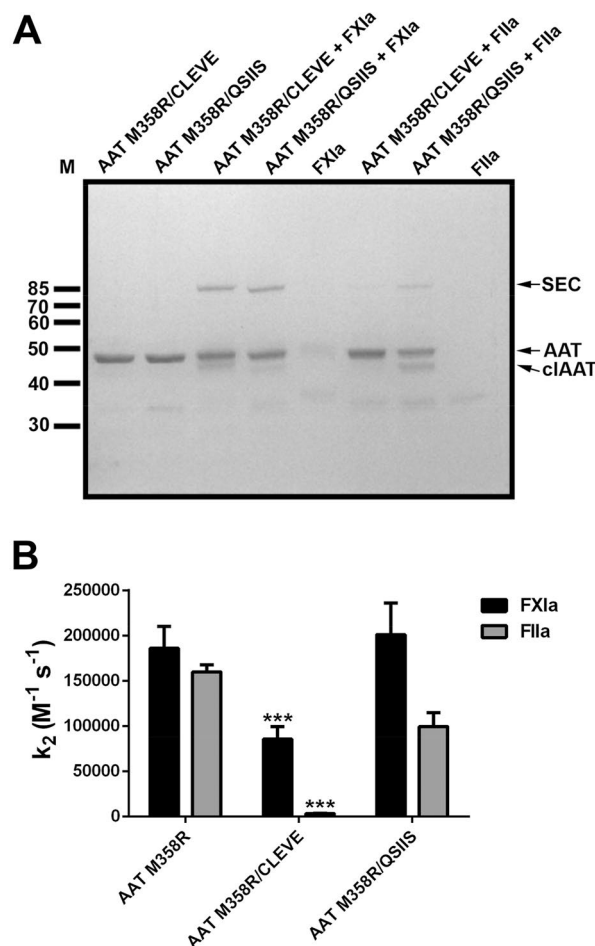 A
M
AAT M358R/CLEVE
AAT M358R/QSIIS
AAT M358R/CLEVE + FXIa
AAT M358R/QSIIS + FXIa
FXIa
AAT M358R/CLEVE + FIIa
AAT M358R/QSIIS + FIIa
FIIa
85
70
60
50
40
30
SEC
AAT
clAAT
B
k2 (M-1 s-1)
250000
200000
150000
100000
50000
0
***
***
FXIa
FIIa
AAT M358R
AAT M358R/CLEVE
AAT M358R/QSIIS